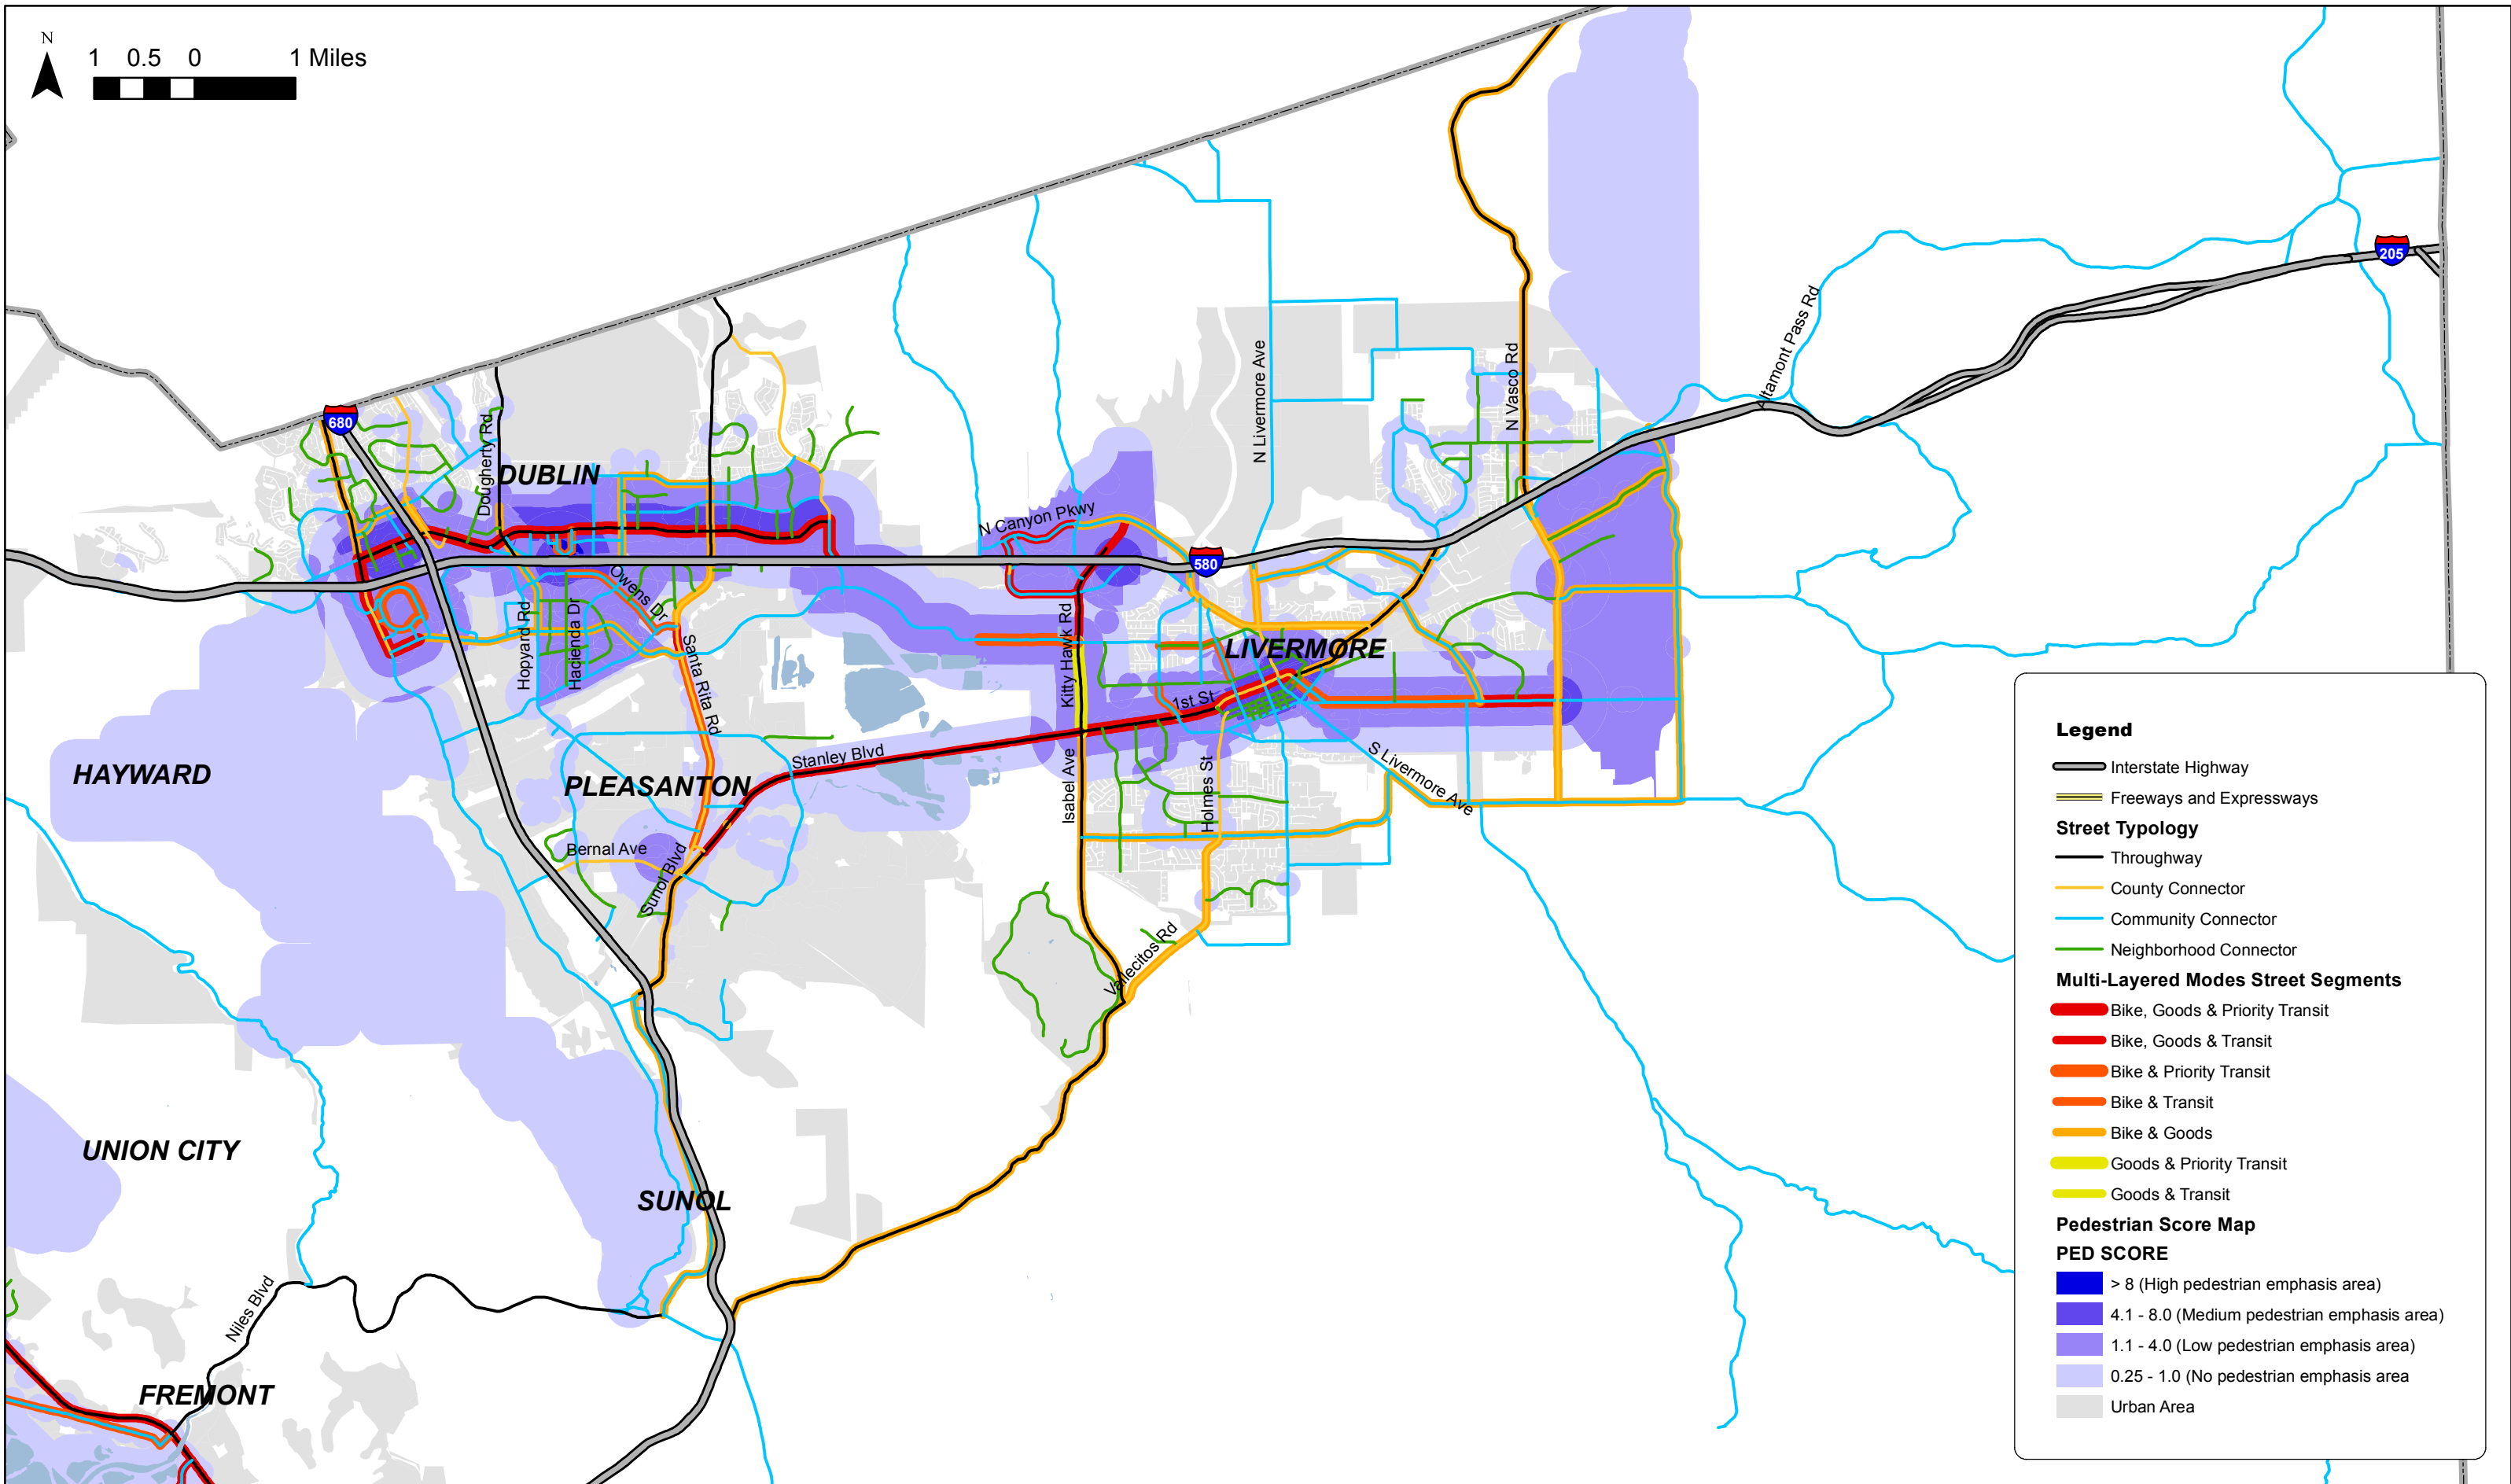 N
1 0.5 0 1 Miles
205
Altamont Pass Rd
N Livermore Ave
N Vasco Rd
680
Dougherty Rd
DUBLIN
N Canyon Pkwy
580
Owens Dr
Hopyard Rd
Hacienda Dr
Santa Rita Rd
Kitty Hawk Rd
LIVERMORE
1st St
HAYWARD
PLEASANTON
Stanley Blvd
Isabel Ave
Holmes St
S Livermore Ave
Bernal Ave
Sunol Blvd
Vallecitos Rd
UNION CITY
SUNOL
Niles Blvd
FREMONT
Legend
Interstate Highway
Freeways and Expressways
Street Typology
Throughway
County Connector
Community Connector
Neighborhood Connector
Multi-Layered Modes Street Segments
Bike, Goods & Priority Transit
Bike, Goods & Transit
Bike & Priority Transit
Bike & Transit
Bike & Goods
Goods & Priority Transit
Goods & Transit
Pedestrian Score Map
PED SCORE
> 8 (High pedestrian emphasis area)
4.1 - 8.0 (Medium pedestrian emphasis area)
1.1 - 4.0 (Low pedestrian emphasis area)
0.25 - 1.0 (No pedestrian emphasis area
Urban Area